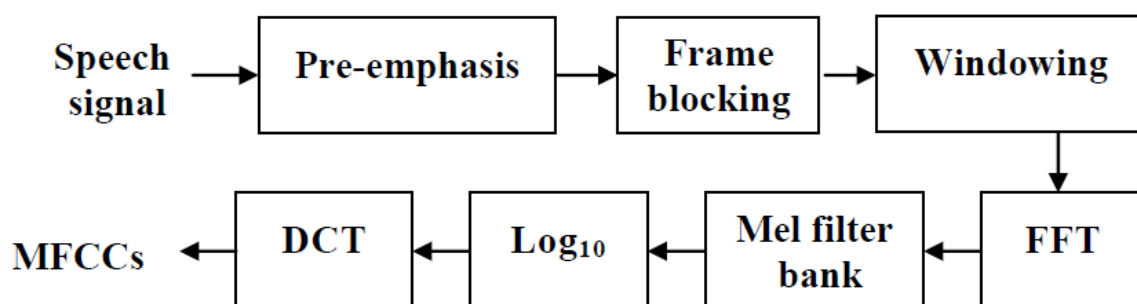 Speech
signal
Pre-emphasis
Frame
blocking
Windowing
MFCCs
DCT
Log₁₀
Mel filter
bank
FFT